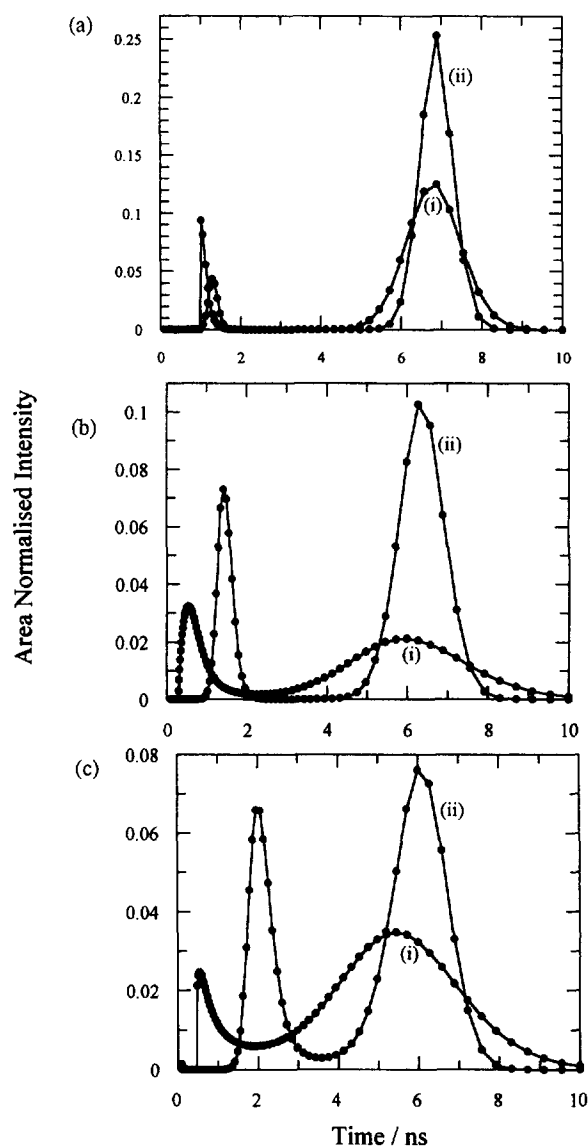 (a)
0.25
0.2
0.15
0.1
0.05
0
(ii)
(i)
0 2 4 6 8 10
(b)
0.1
0.08
0.06
0.04
0.02
0
(ii)
(i)
0 2 4 6 8 10
(c)
0.08
0.06
0.04
0.02
0
(ii)
(i)
0 2 4 6 8 10
Area Normalised Intensity
Time / ns